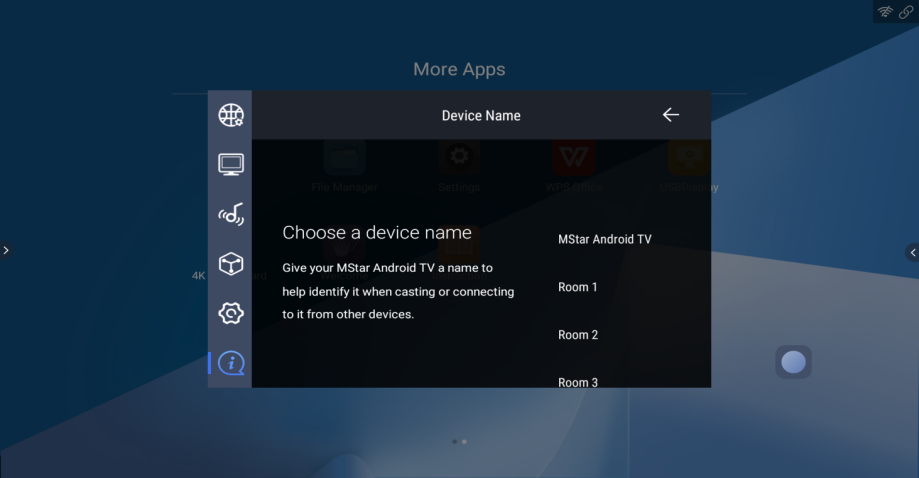 More Apps
Device Name
File Manager
Settings
WPS Office
USBDisplay
Choose a device name
Give your MStar Android TV a name to
help identify it when casting or connecting
to it from other devices.
MStar Android TV
Room 1
Room 2
Room 3
4K